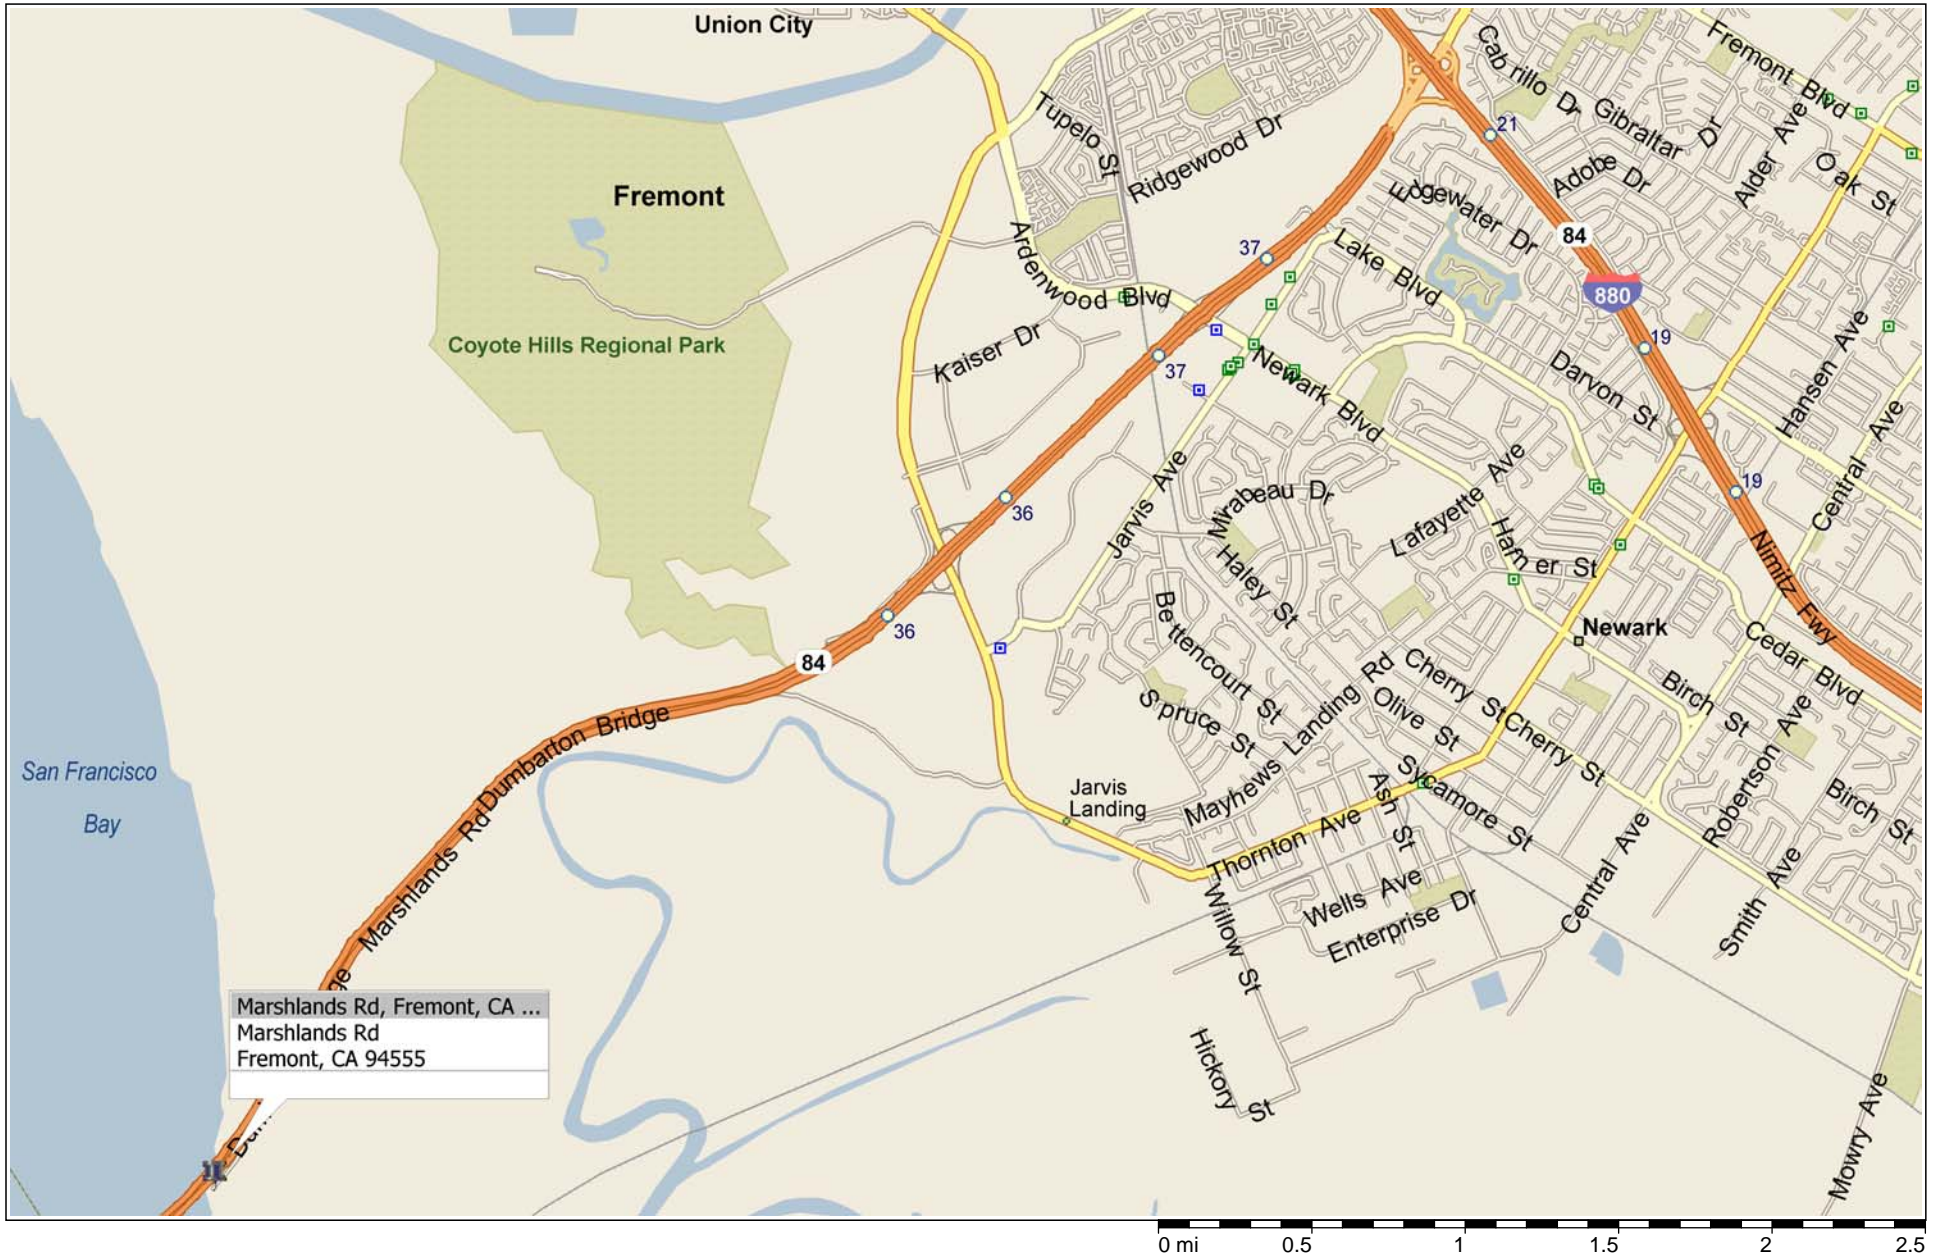 Union City
Fremont
Coyote Hills Regional Park
San Francisco
Bay
Tupelo St
Ridgewood Dr
Ardenwood Blvd
Kaiser Dr
Cabrillo Dr
Fremont Blvd
Gibraltar Dr
Alder Ave
Adobe Dr
Oak St
Edgewater Dr
Lake Blvd
21
84
880
19
19
37
37
36
36
84
Newark Blvd
Darvon St
Hansen Ave
Central Ave
Jarvis Ave
Mirabeau Dr
Lafayette Ave
Haley St
Nimitz Fwy
Bettencourt St
Newark
Cedar Blvd
Cherry St
Cherry St
Birch St
Birch St
Olive St
Spruce St
Mayhews Landing Rd
Sycamore St
Ash St
Robertson Ave
Jarvis
Landing
Thornton Ave
Willow St
Wells Ave
Enterprise Dr
Central Ave
Smith Ave
Hickory St
Mowry Ave
Dumbarton Bridge
Marshlands Rd
ge
Marshlands Rd, Fremont, CA ...
Marshlands Rd
Fremont, CA 94555
0 mi 0.5 1 1.5 2 2.5